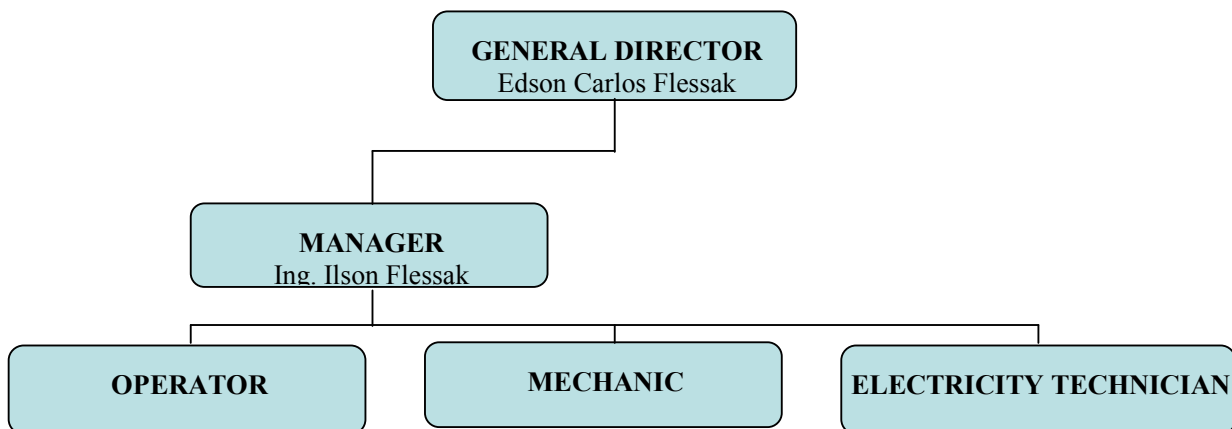 GENERAL DIRECTOR
Edson Carlos Flessak
MANAGER
Ing. Ilson Flessak
OPERATOR
MECHANIC
ELECTRICITY TECHNICIAN